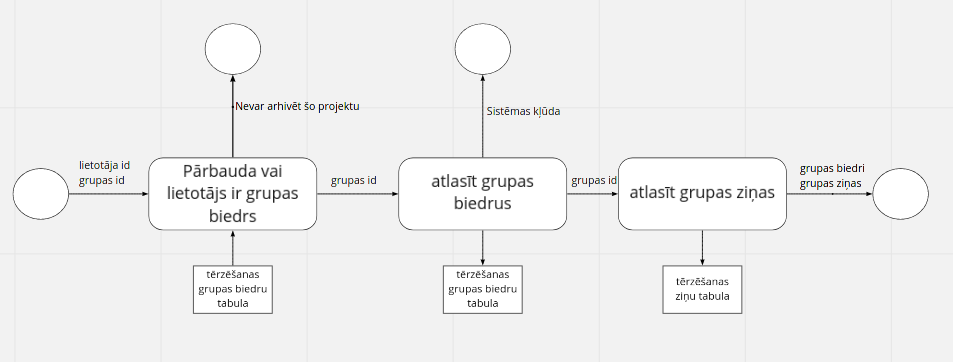 Nevar arhivēt šo projektu
Sistēmas kļūda
lietotāja id
grupas id
Pārbauda vai
lietotājs ir grupas
biedrs
grupas id
atlasīt grupas
biedrus
grupas id
atlasīt grupas ziņas
grupas biedri
grupas ziņas
tērzēšanas
grupas biedru
tabula
tērzēšanas
grupas biedru
tabula
tērzēšanas
ziņu tabula